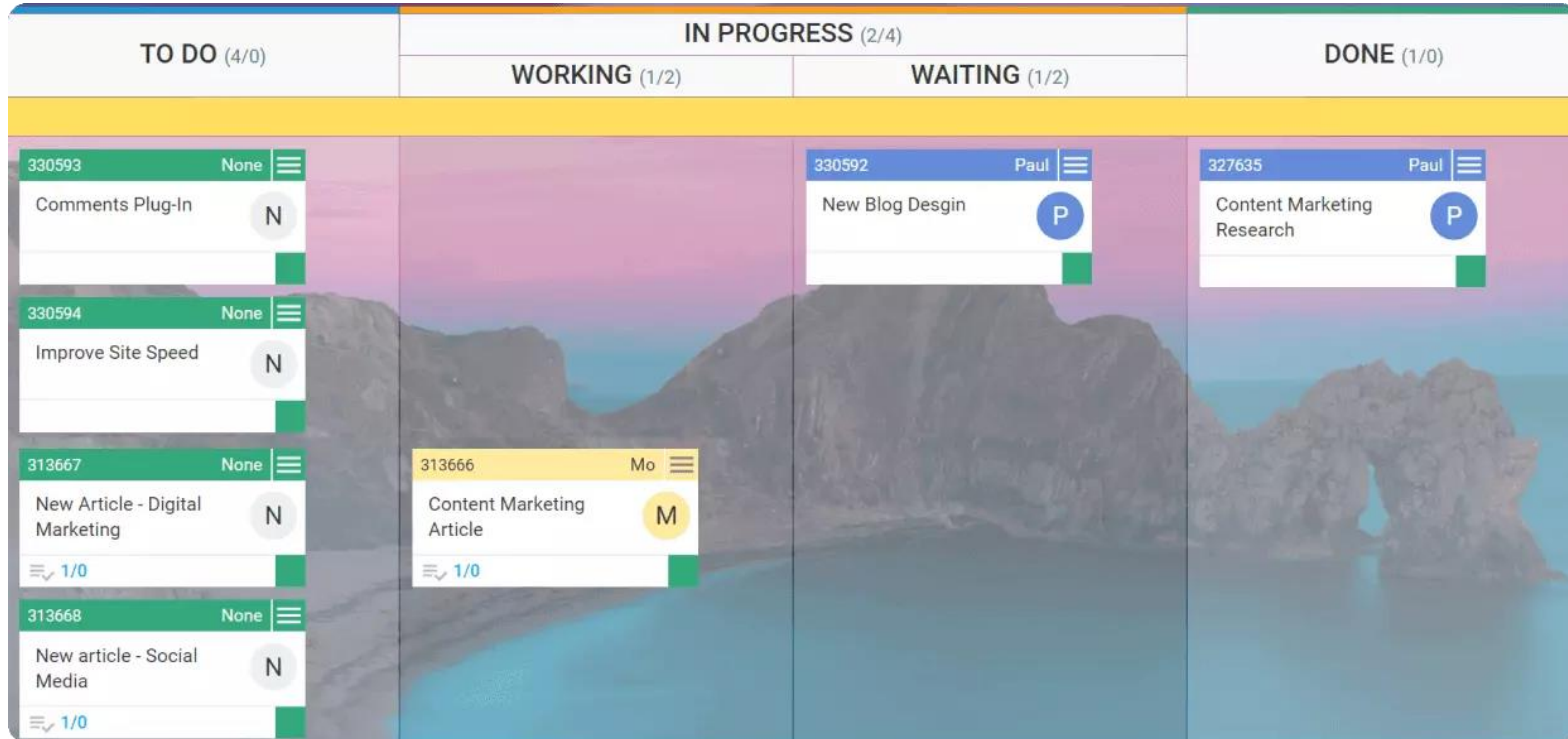 TO DO (4/0)
IN PROGRESS (2/4)
WORKING (1/2)
WAITING (1/2)
DONE (1/0)
330593 None
Comments Plug-In
N
330594 None
Improve Site Speed
N
313667 None
New Article - Digital
Marketing
N
1/0
313668 None
New article - Social
Media
N
1/0
313666 Mo
Content Marketing
Article
M
1/0
330592 Paul
New Blog Desgin
P
327635 Paul
Content Marketing
Research
P